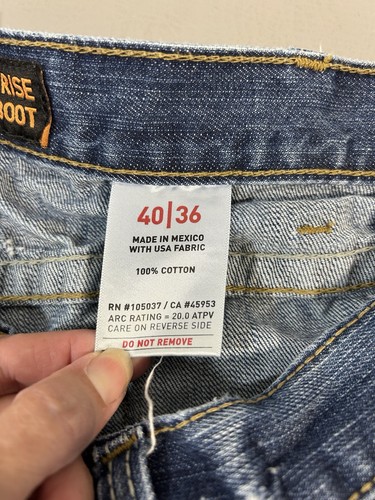 RISE
BOOT
40|36
MADE IN MEXICO
WITH USA FABRIC
100% COTTON
RN #105037 / CA #45953
ARC RATING = 20.0 ATPV
CARE ON REVERSE SIDE
DO NOT REMOVE